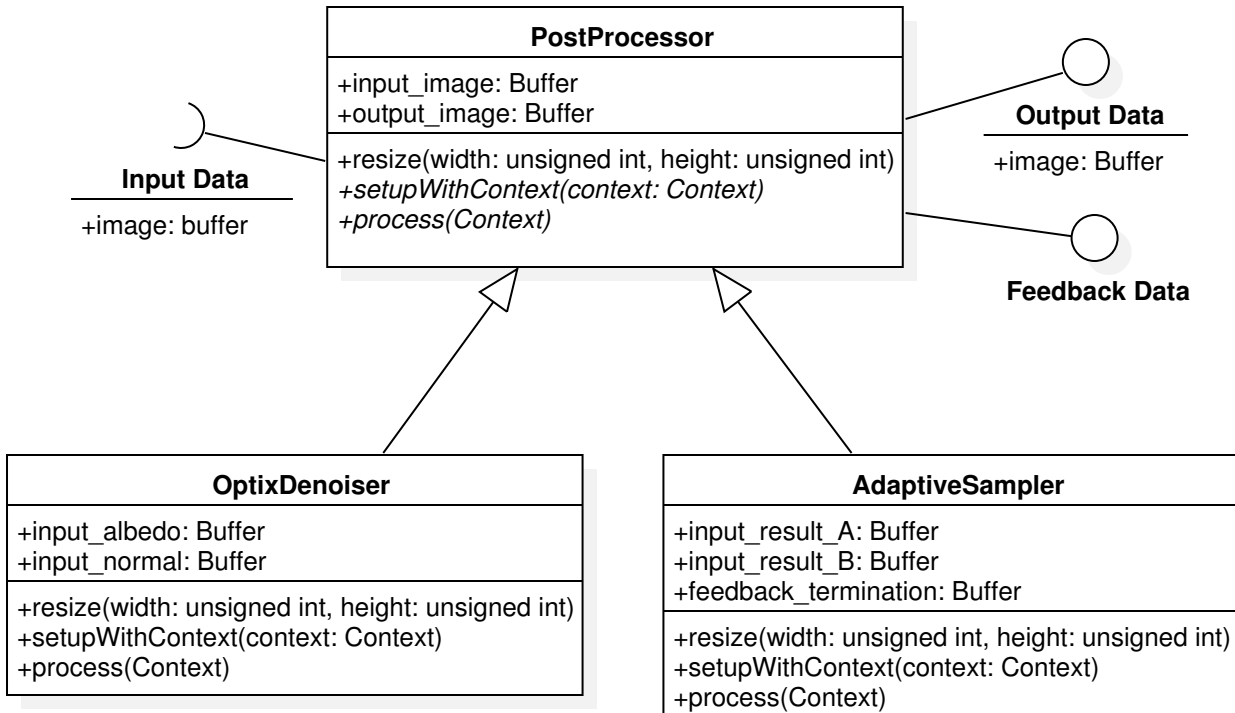 PostProcessor
+input_image: Buffer
+output_image: Buffer
+resize(width: unsigned int, height: unsigned int)
+setupWithContext(context: Context)
+process(Context)
Input Data
+image: buffer
Output Data
+image: Buffer
Feedback Data
OptixDenoiser
+input_albedo: Buffer
+input_normal: Buffer
+resize(width: unsigned int, height: unsigned int)
+setupWithContext(context: Context)
+process(Context)
AdaptiveSampler
+input_result_A: Buffer
+input_result_B: Buffer
+feedback_termination: Buffer
+resize(width: unsigned int, height: unsigned int)
+setupWithContext(context: Context)
+process(Context)